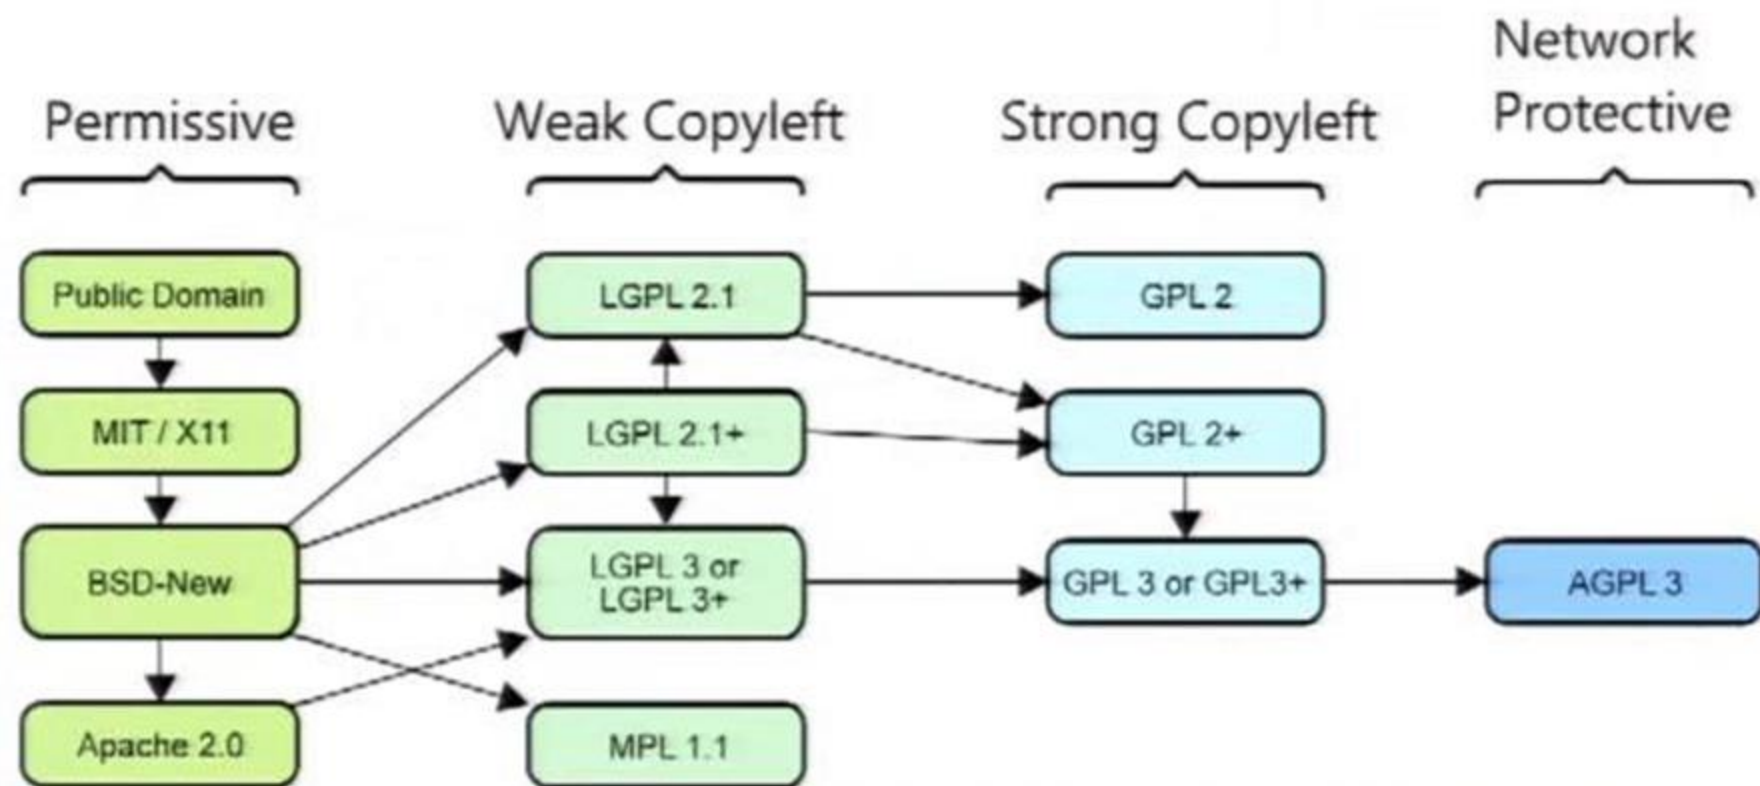 Network
Protective
Permissive
Weak Copyleft
Strong Copyleft
Public Domain
LGPL 2.1
GPL 2
MIT / X11
LGPL 2.1+
GPL 2+
BSD-New
LGPL 3 or
LGPL 3+
GPL 3 or GPL3+
AGPL 3
Apache 2.0
MPL 1.1